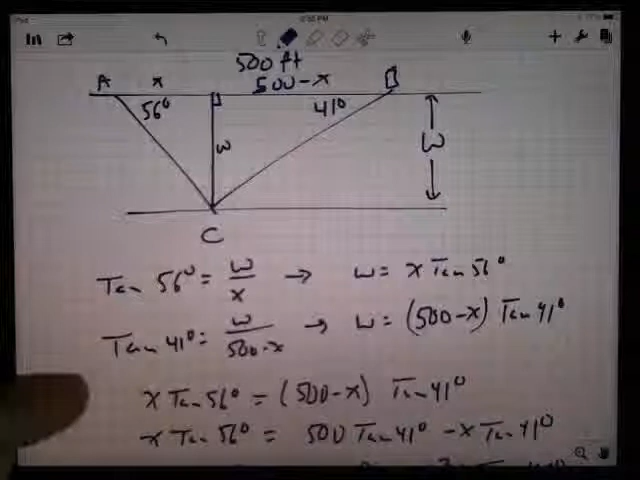 500 ft
A x 500-x B
56° 41°
w W
C
Tan 56° = w/x → w = x Tan 56°
Tan 41° = w/500-x → w = (500-x) Tan 41°
x Tan 56° = (500-x) Tan 41°
x Tan 56° = 500 Tan 41° - x Tan 41°